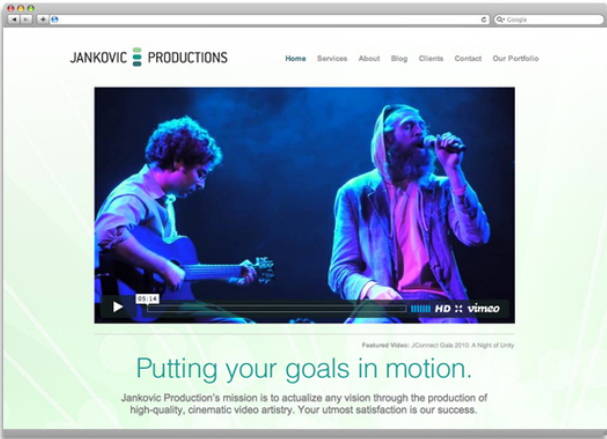 Google
JANKOVIC PRODUCTIONS
Home Services About Blog Clients Contact Our Portfolio
05:14
HD vimeo
Featured Video: JConnect Gala 2010: A Night of Unity
Putting your goals in motion.
Jankovic Production's mission is to actualize any vision through the production of
high-quality, cinematic video artistry. Your utmost satisfaction is our success.